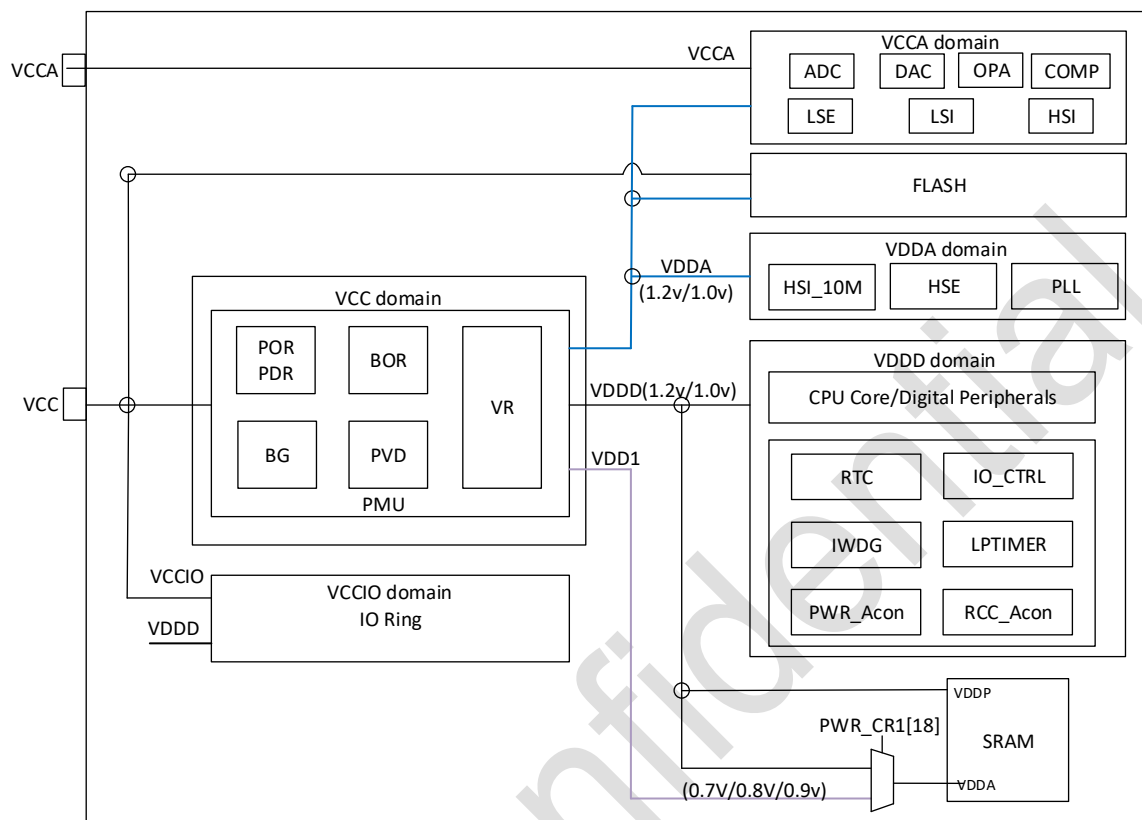 VCCA
VCCA
VCCA domain
ADC
DAC
OPA
COMP
LSE
LSI
HSI
FLASH
VDDA domain
VDDA
(1.2v/1.0v)
HSI_10M
HSE
PLL
VCC domain
POR
PDR
BOR
VR
BG
PVD
PMU
VCC
VDDD(1.2v/1.0v)
VDD1
VDDD domain
CPU Core/Digital Peripherals
RTC
IO_CTRL
IWDG
LPTIMER
PWR_Acon
RCC_Acon
VCCIO
VDDD
VCCIO domain
IO Ring
VDDP
SRAM
VDDA
PWR_CR1[18]
(0.7V/0.8V/0.9v)
nfidential